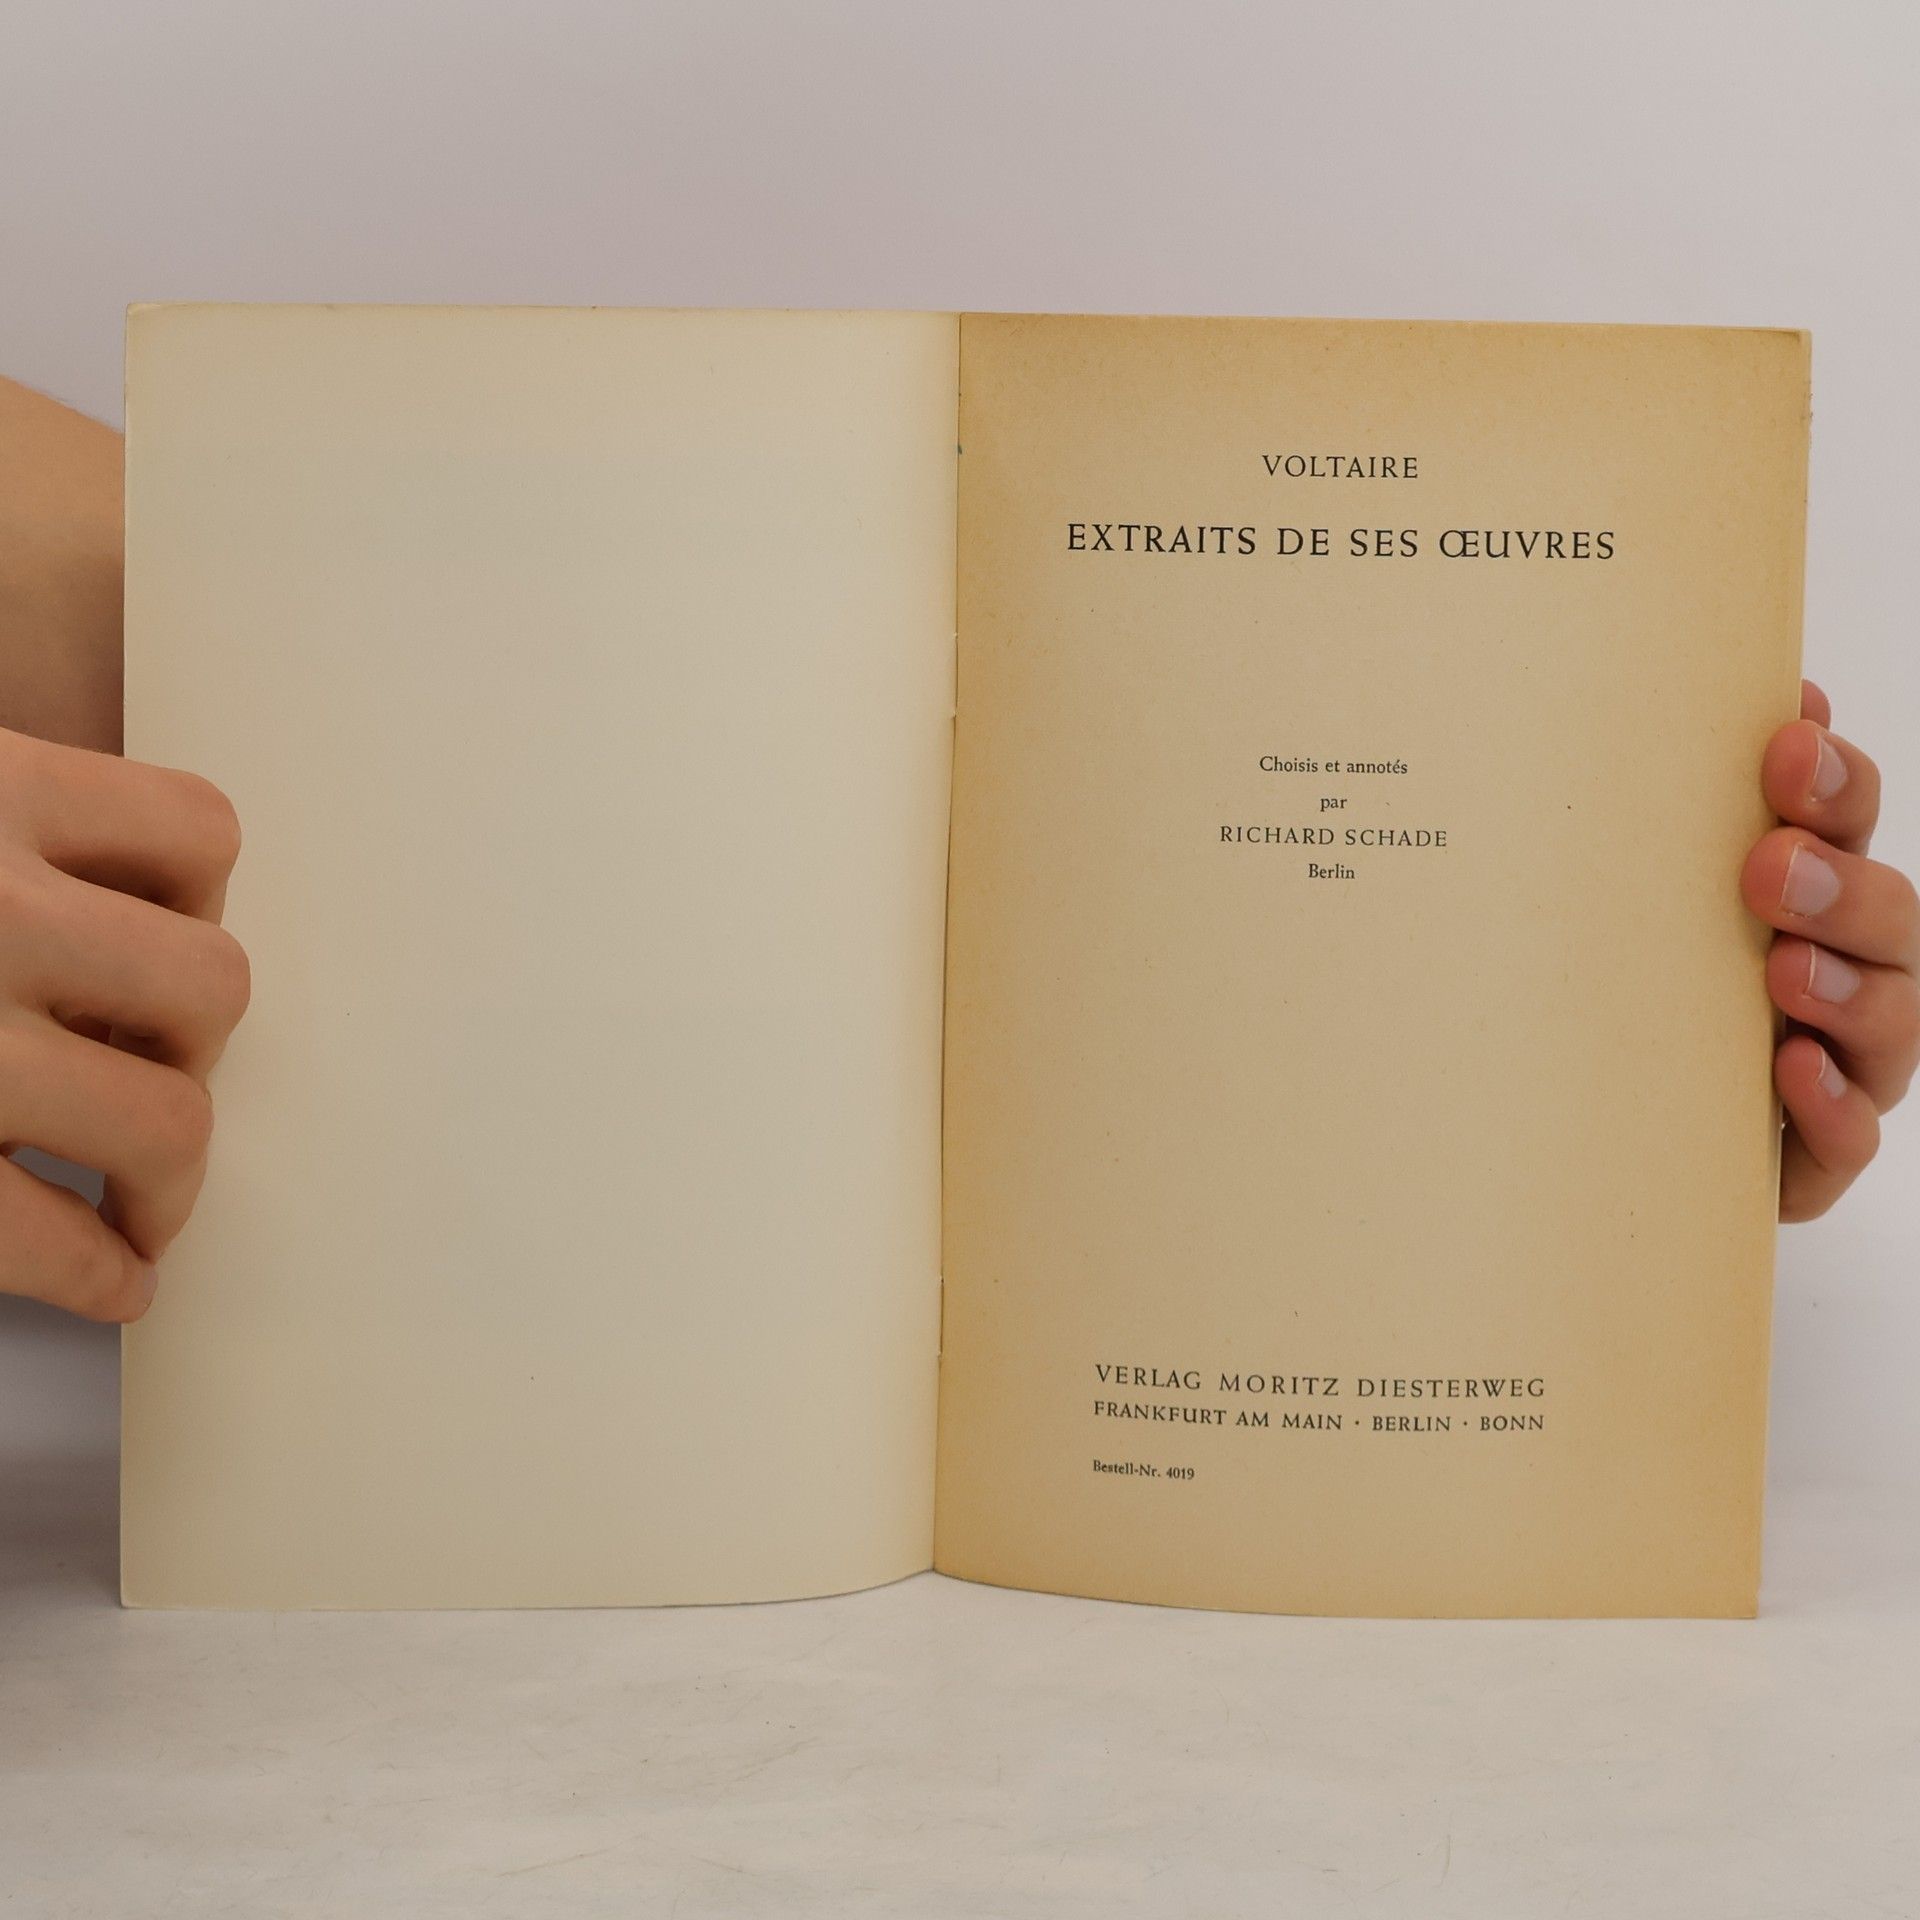 VOLTAIRE
EXTRAITS DE SES ŒUVRES
Choisis et annotés
par
RICHARD SCHADE
Berlin
VERLAG MORITZ DIESTERWEG
FRANKFURT AM MAIN · BERLIN · BONN
Bestell-Nr. 4019